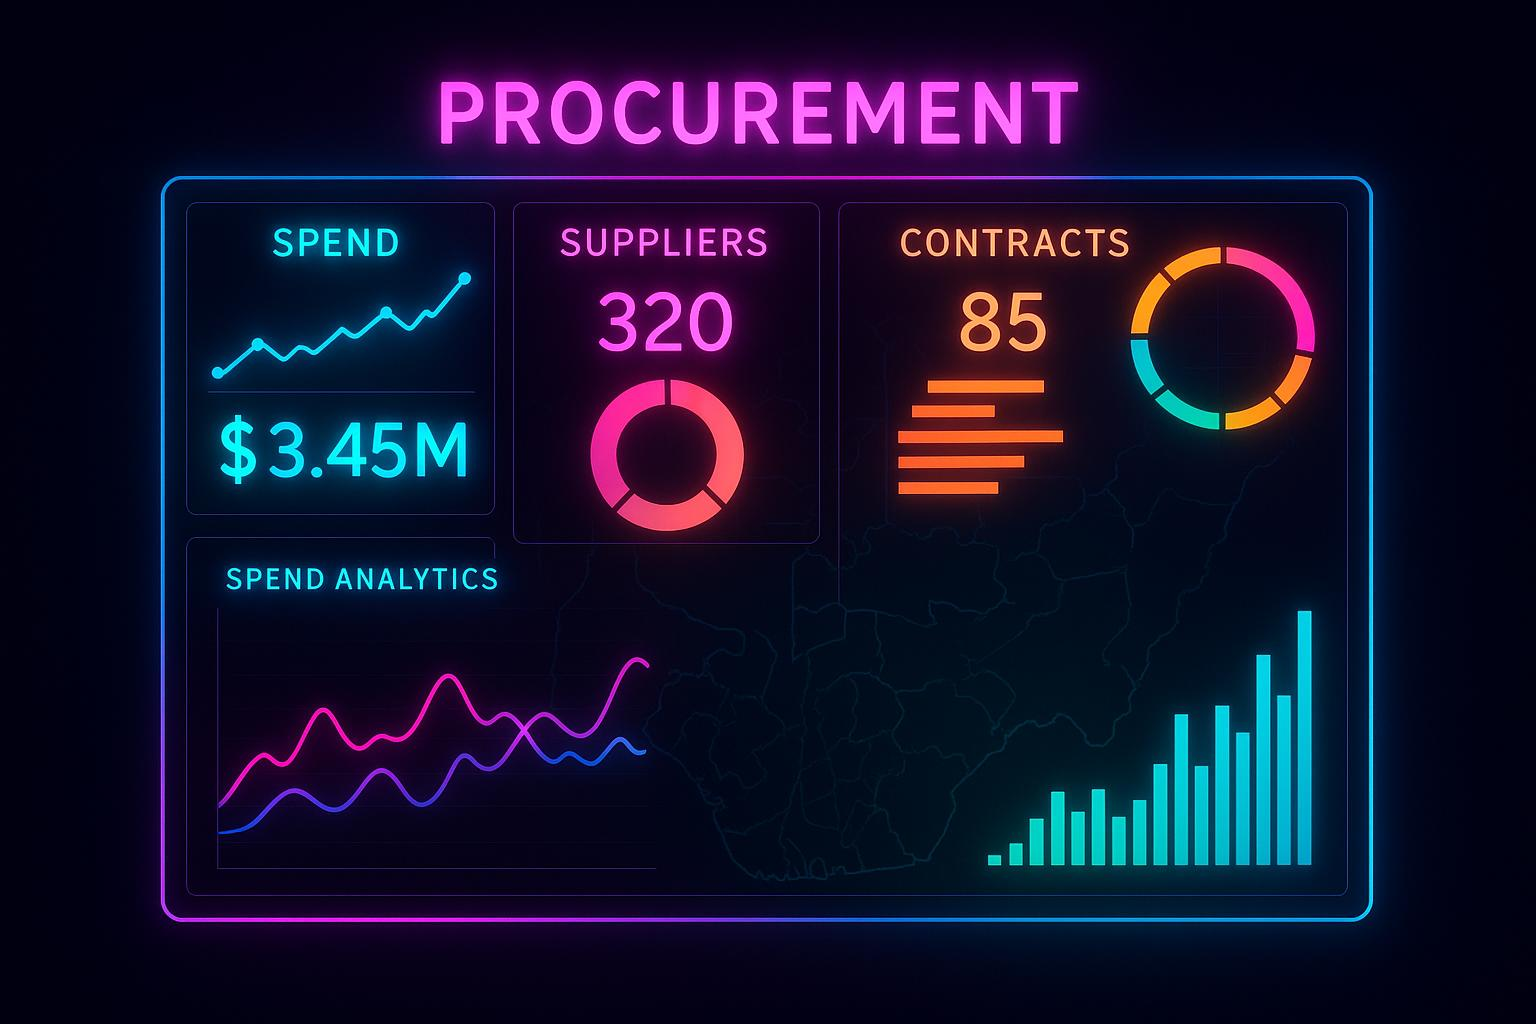 PROCUREMENT
SPEND
$3.45M
SUPPLIERS
320
CONTRACTS
85
SPEND ANALYTICS